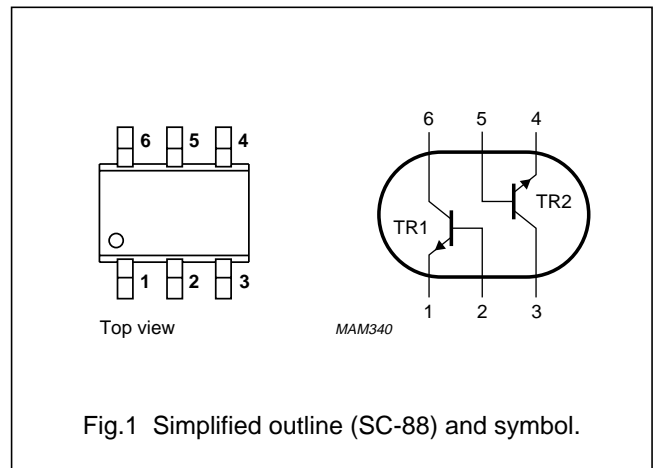 6 5 4
1 2 3
Top view
6 5 4
TR1 TR2
1 2 3
MAM340
Fig.1 Simplified outline (SC-88) and symbol.